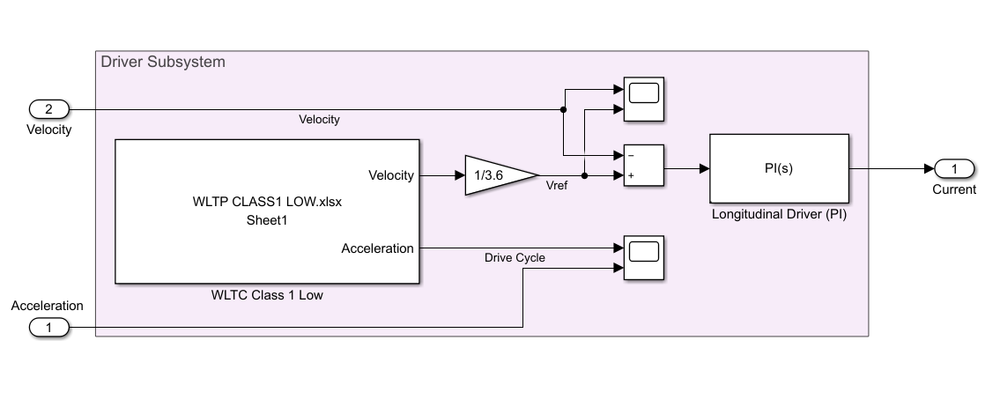 Driver Subsystem
2
Velocity
Velocity
Velocity
WLTP CLASS1 LOW.xlsx
Sheet1
Acceleration
WLTC Class 1 Low
1/3.6
Vref
−
+
PI(s)
Longitudinal Driver (PI)
1
Current
Drive Cycle
Acceleration
1